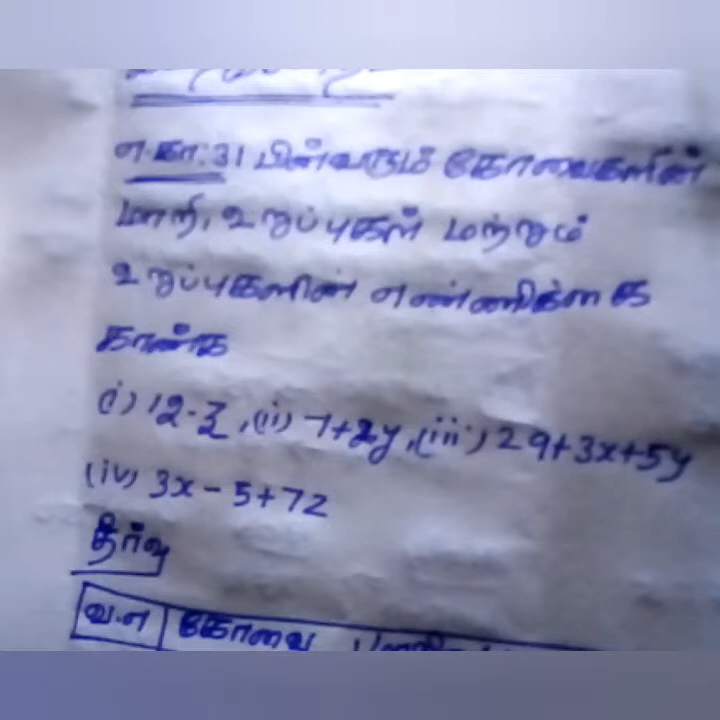 எ.கா: 31 பின்வரும் கோவைகளின்
மாறி, உறுப்புகள் மற்றும்
உறுப்புகளின் எண்ணிக்கை
காண்க
(i) 12-z, (ii) 7+2y, (iii) 29+3x+5y
(iv) 3x - 5+7z
தீர்வு
வ.எ கோவை